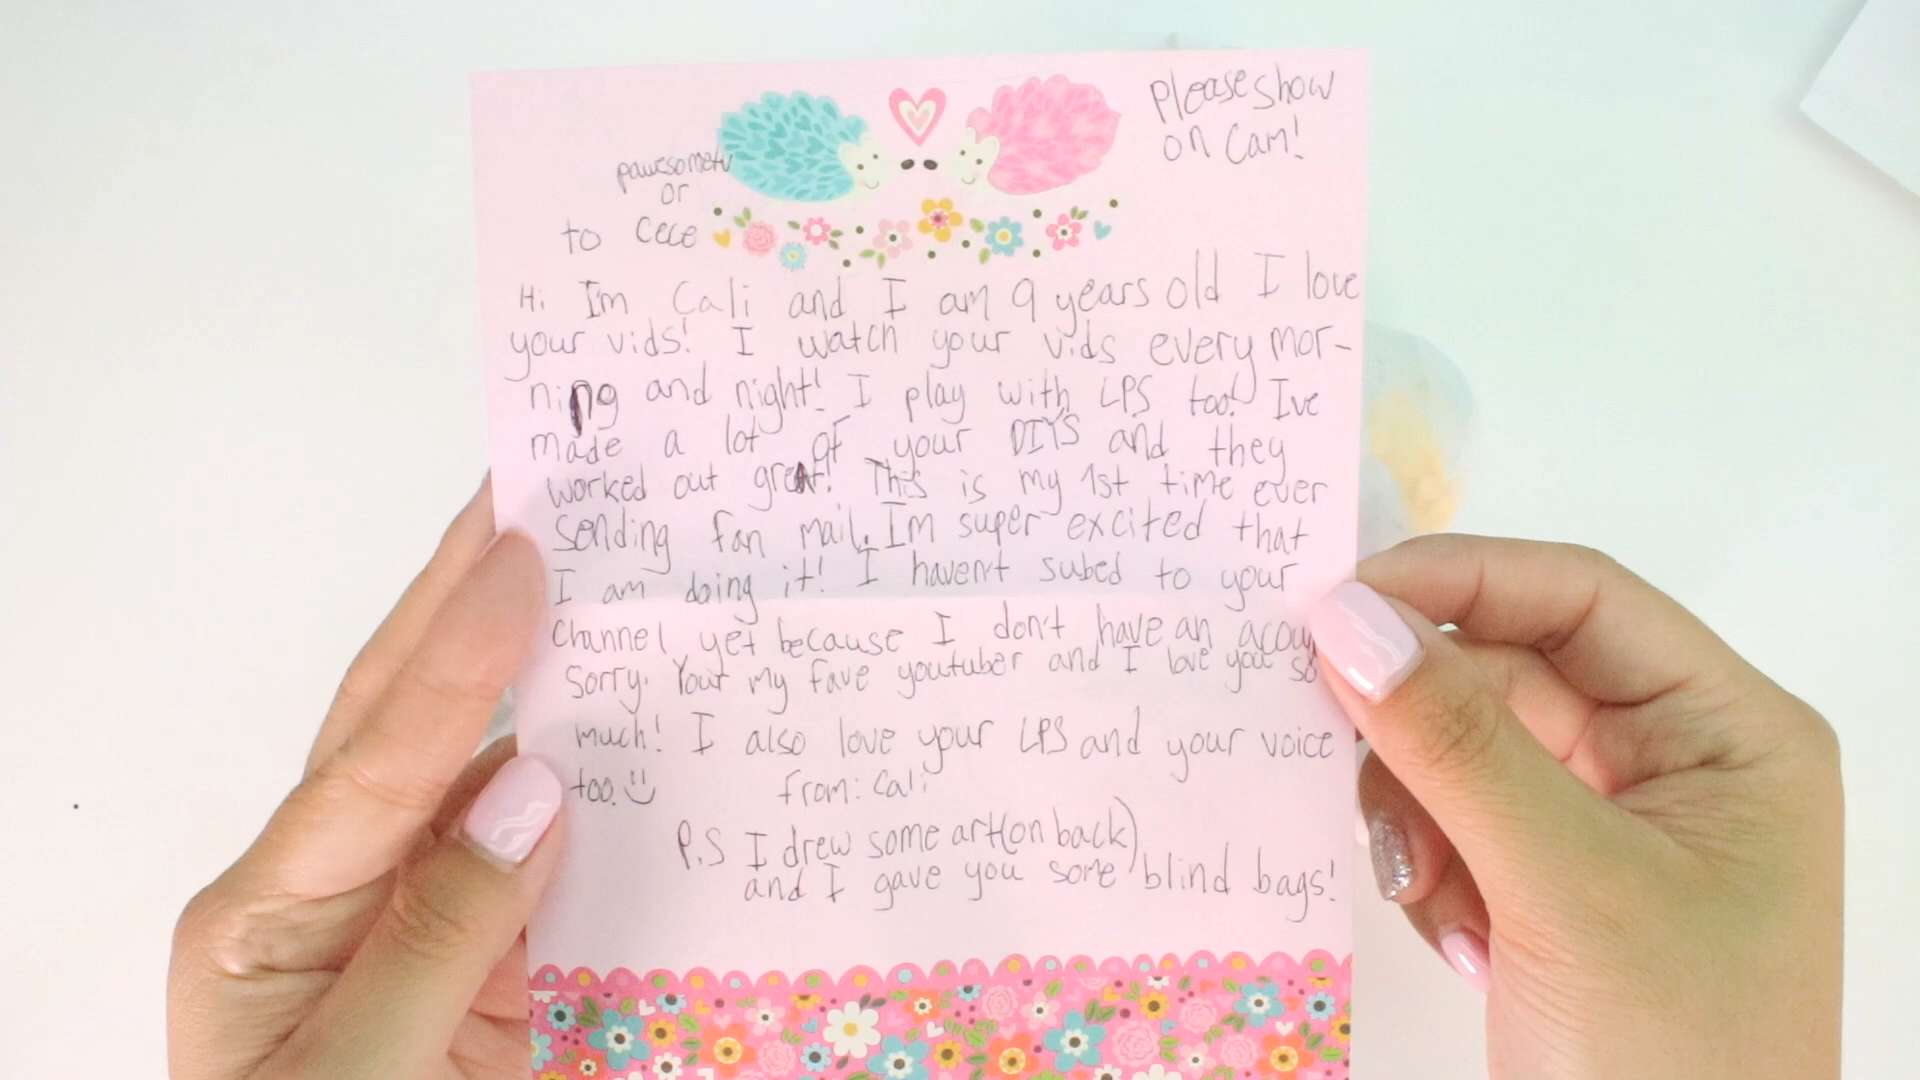 Please show
on Cam!
pawsometv
or
to Cece
Hi I'm Cali and I am 9 years old I love
your vids! I watch your vids every mor-
ning and night! I play with LPS too! Ive
made a lot of your DIYS and they
worked out great! This is my 1st time ever
sending fan mail. Im super excited that
I am doing it! I haven't subed to your
channel yet because I don't have an
Sorry. Your my fave youtuber and I love you so
much! I also love your LPS and your voice
too.
from: Cali
P.S I drew some art(on back)
and I gave you some blind bags!